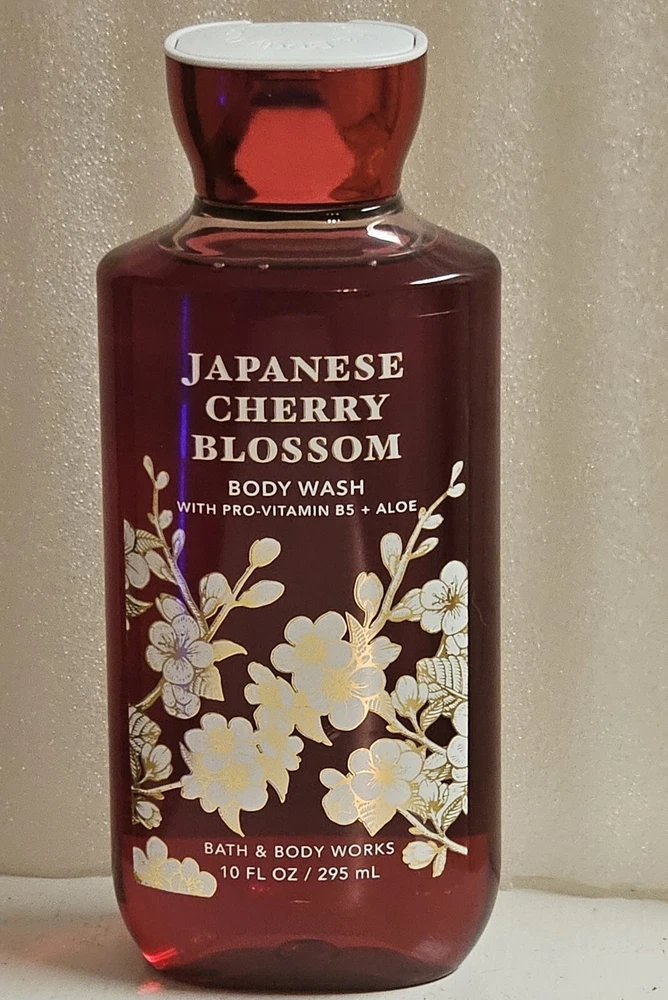 JAPANESE
CHERRY
BLOSSOM
BODY WASH
WITH PRO-VITAMIN B5 + ALOE
BATH & BODY WORKS
10 FL OZ / 295 mL